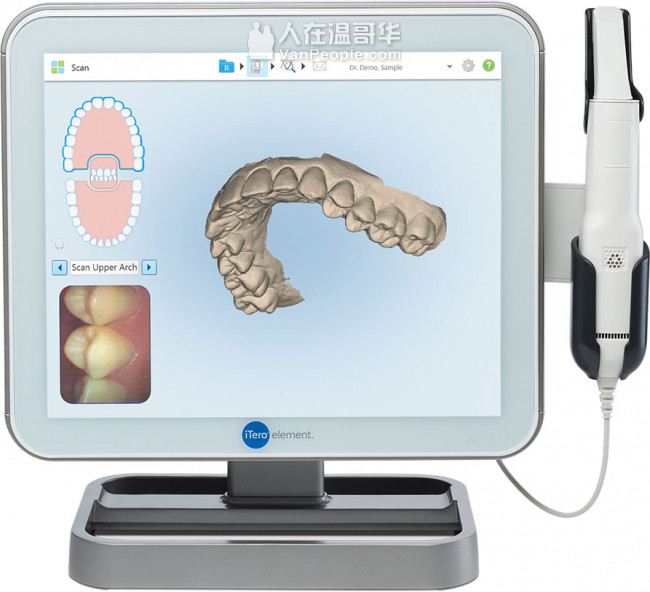 人在温哥华
VanPeople.com
Scan
R
Dr. Demo, Sample
?
Scan Upper Arch
iTero element.